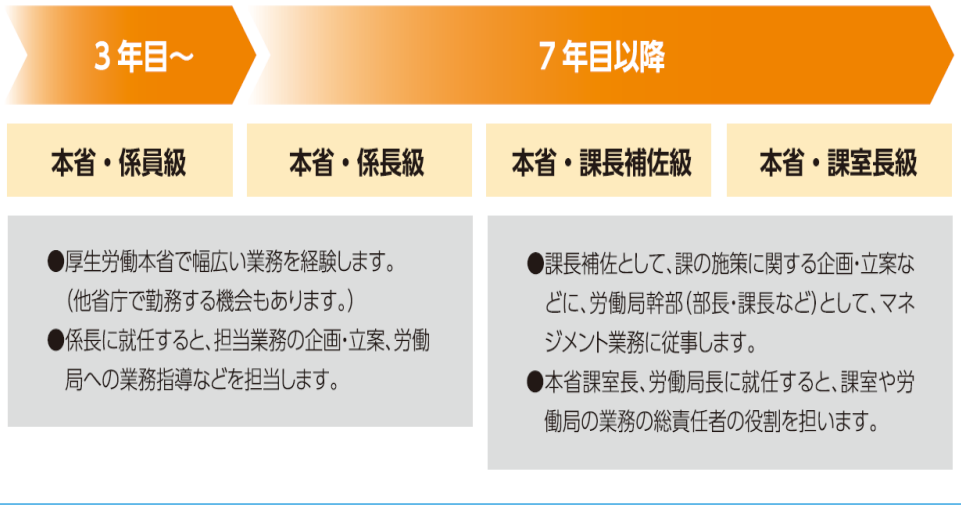 3年目～
7年目以降
本省・係員級
本省・係長級
本省・課長補佐級
本省・課室長級
●厚生労働本省で幅広い業務を経験します。
(他省庁で勤務する機会もあります。)
●係長に就任すると、担当業務の企画・立案、労働
局への業務指導などを担当します。
●課長補佐として、課の施策に関する企画・立案な
どに、労働局幹部(部長・課長など)として、マネ
ジメント業務に従事します。
●本省課室長、労働局長に就任すると、課室や労
働局の業務の総責任者の役割を担います。